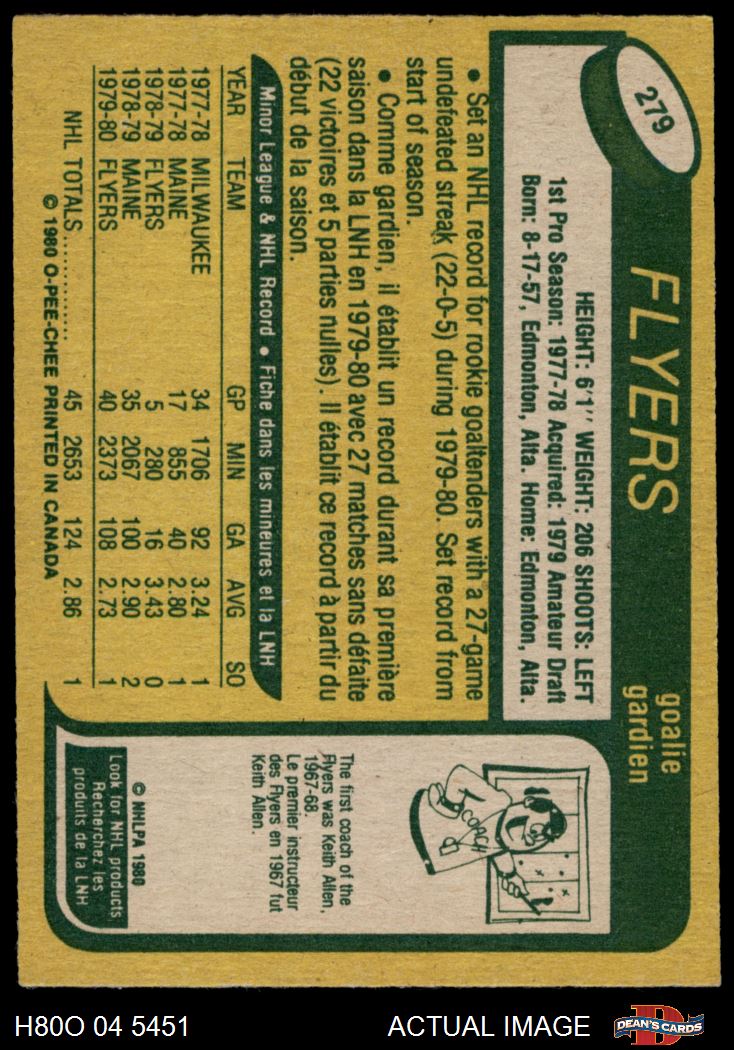 279
FLYERS
goalie
gardien
HEIGHT: 6'1" WEIGHT: 206 SHOOTS: LEFT
1st Pro Season: 1977-78 Acquired: 1979 Amateur Draft
Born: 8-17-57, Edmonton, Alta. Home: Edmonton, Alta.
• Set an NHL record for rookie goaltenders with a 27-game
undefeated streak (22-0-5) during 1979-80. Set record from
start of season.
• Comme gardien, il établit un record durant sa première
saison dans la LNH en 1979-80 avec 27 matches sans défaite
(22 victoires et 5 parties nulles). Il établit ce record à partir du
début de la saison.
Minor League & NHL Record • Fiche dans les mineures et la LNH
YEAR TEAM GP MIN GA AVG SO
1977-78 MILWAUKEE 34 1706 92 3.24 1
1977-78 MAINE 17 855 40 2.80 1
1978-79 FLYERS 5 280 16 3.43 0
1978-79 MAINE 35 2067 100 2.90 2
1979-80 FLYERS 40 2373 108 2.73 1
NHL TOTALS.............. 45 2653 124 2.86 1
© 1980 O-PEE-CHEE PRINTED IN CANADA
COACH
The first coach of the
Flyers was Keith Allen,
1967-68.
Le premier instructeur
des Flyers en 1967 fut
Keith Allen.
© NHLPA 1980
Look for NHL products
Recherchez les
produits de la LNH
H80O 04 5451
ACTUAL IMAGE
D
DEAN'S CARDS